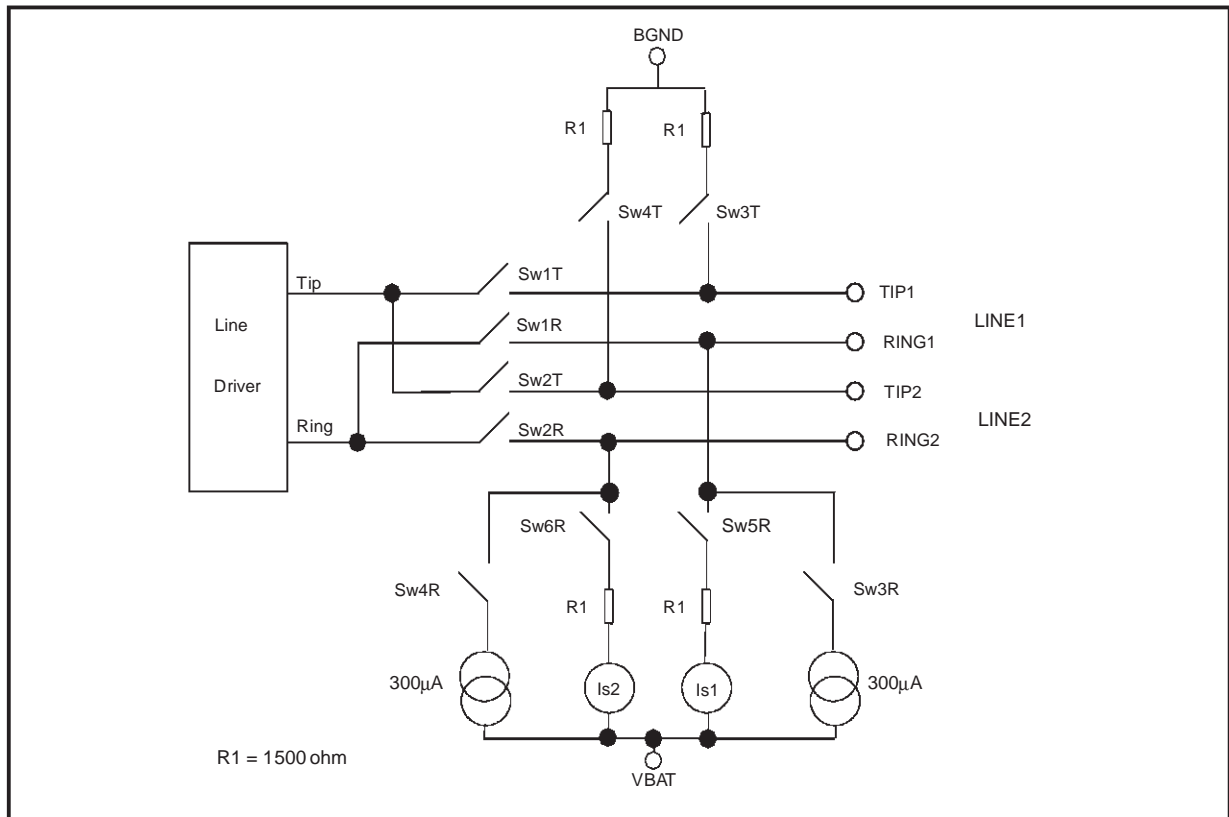 BGND
R1
R1
Sw4T
Sw3T
Tip
Sw1T
TIP1
Line
Driver
LINE1
Sw1R
RING1
Sw2T
TIP2
LINE2
Ring
Sw2R
RING2
Sw6R
Sw5R
Sw4R
Sw3R
R1
R1
300μA
Is2
Is1
300μA
R1 = 1500 ohm
VBAT